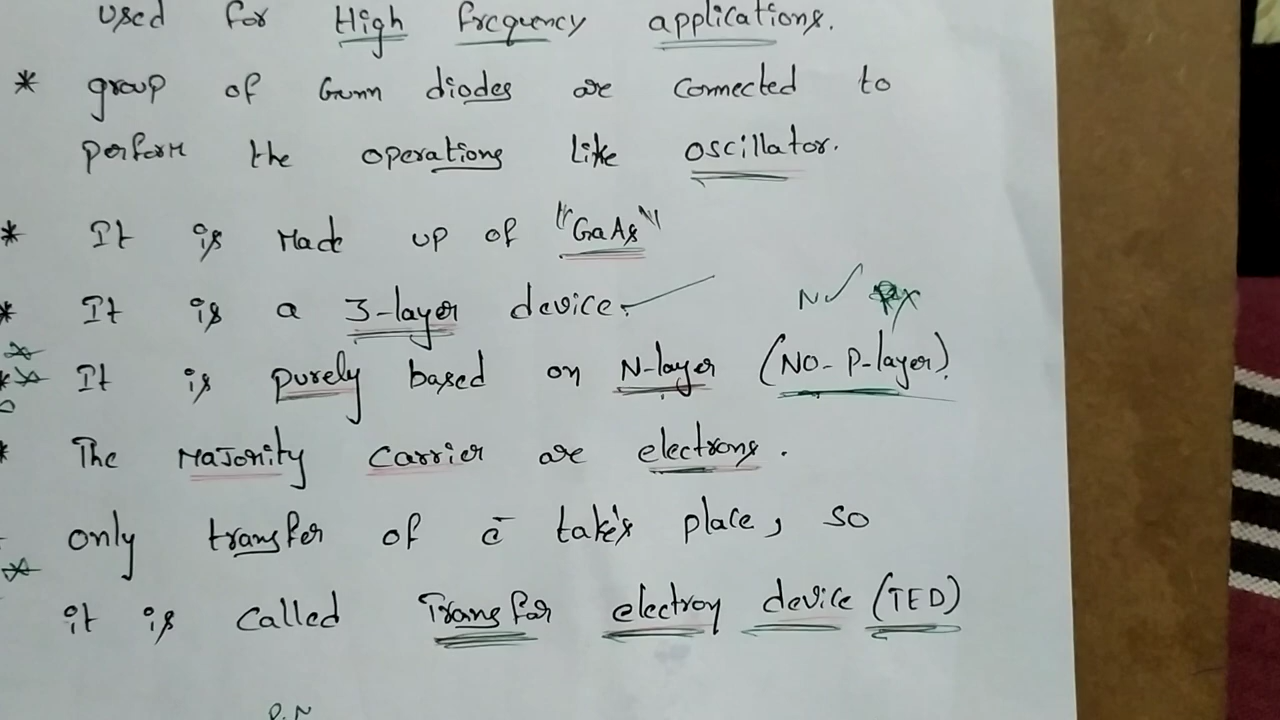 used for High frequency applications.
* group of Gunn diodes are connected to
perform the operations like oscillator.
* It is Made up of "GaAs"
* It is a 3-layer device. ✓
N✓ P✗
* It is purely based on N-layer (NO- P-layer).
* The Majority carrier are electrons.
only transfer of e⁻ take's place, so
it is called Transfer electron device (TED)
P.N